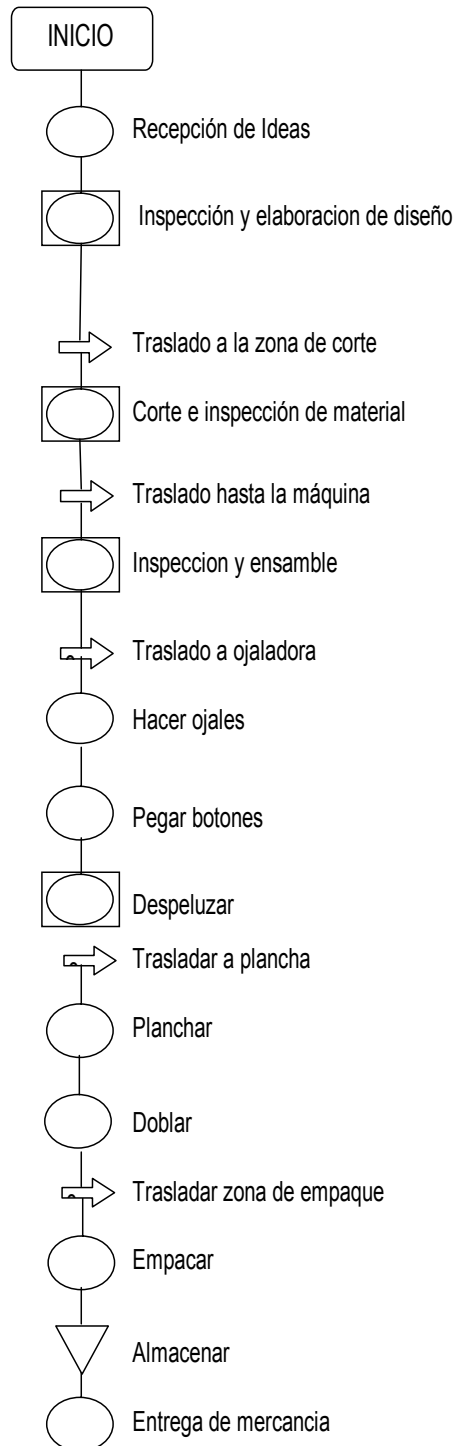 INICIO
Recepción de Ideas
Inspección y elaboracion de diseño
Traslado a la zona de corte
Corte e inspección de material
Traslado hasta la máquina
Inspeccion y ensamble
Traslado a ojaladora
Hacer ojales
Pegar botones
Despeluzar
Trasladar a plancha
Planchar
Doblar
Trasladar zona de empaque
Empacar
Almacenar
Entrega de mercancia